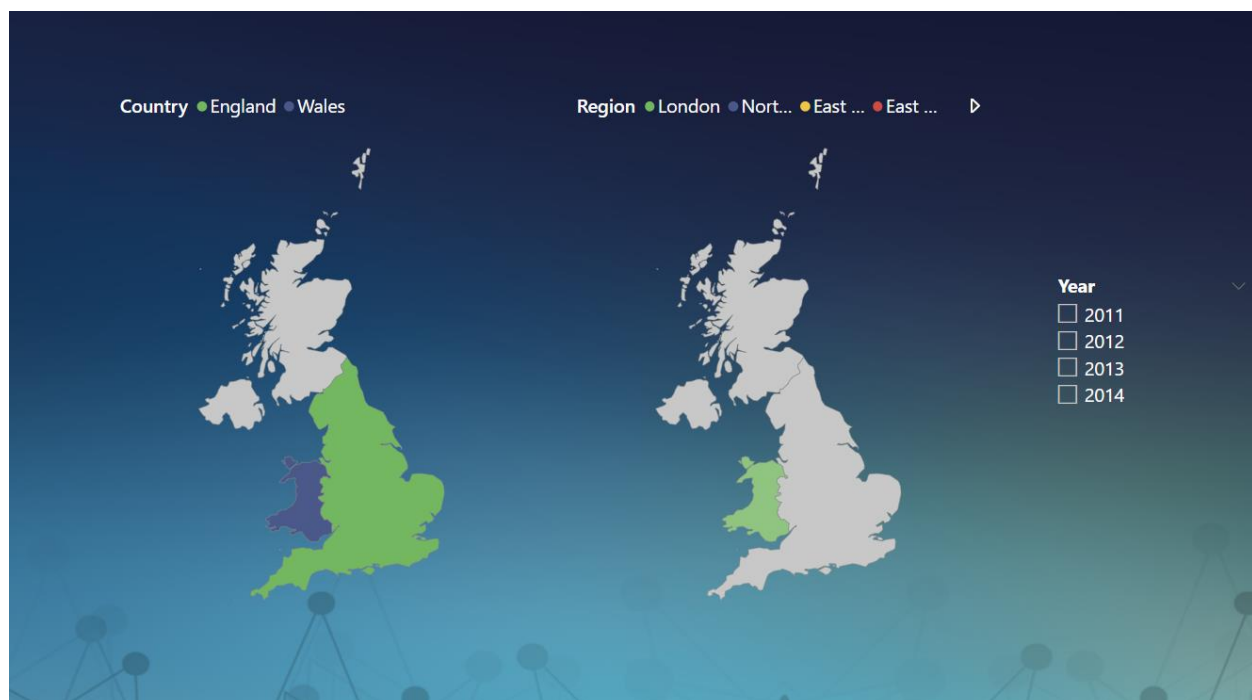 Country England Wales
Region London Nort... East ... East ...
Year
2011
2012
2013
2014